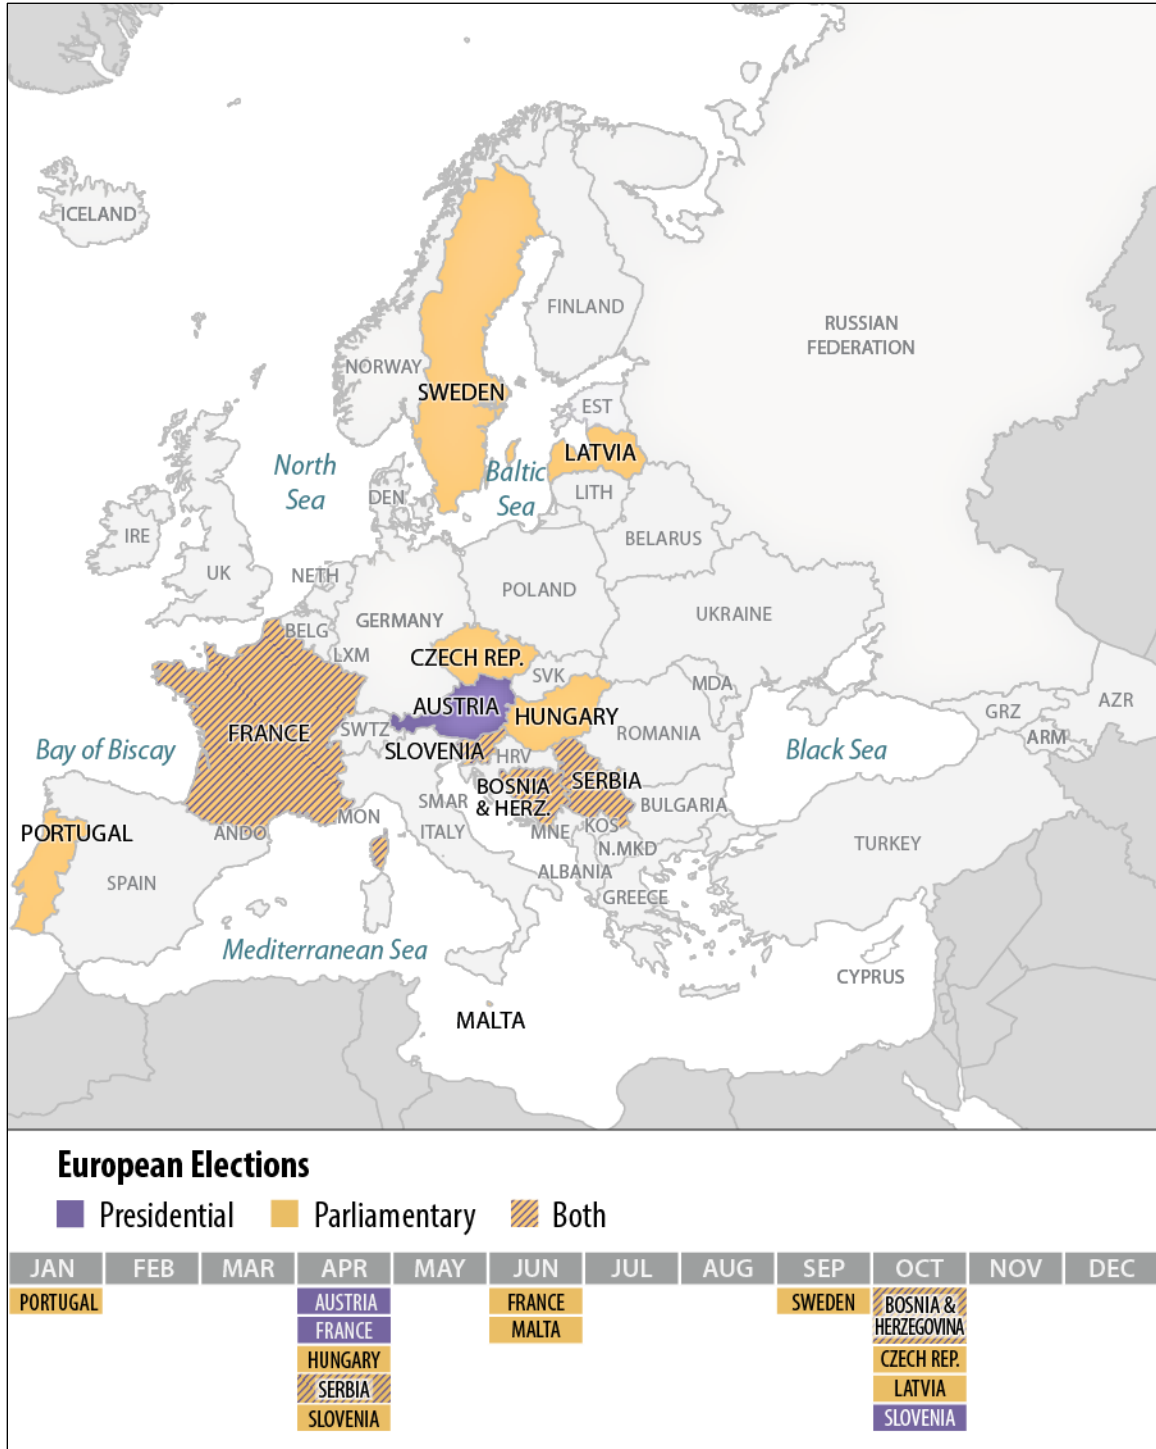 ICELAND
FINLAND
RUSSIAN
FEDERATION
NORWAY
SWEDEN
EST
LATVIA
North
Sea
Baltic
Sea
DEN
LITH
IRE
BELARUS
UK
NETH
POLAND
GERMANY
UKRAINE
BELG
LXM
CZECH REP.
SVK
MDA
AUSTRIA
HUNGARY
GRZ
AZR
FRANCE
SWTZ
ROMANIA
ARM
Bay of Biscay
SLOVENIA
HRV
Black Sea
BOSNIA
& HERZ.
SERBIA
SMAR
BULGARIA
MON
PORTUGAL
ANDO
ITALY
MNE
KOS
N.MKD
TURKEY
ALBANIA
SPAIN
GREECE
Mediterranean Sea
CYPRUS
MALTA
European Elections
Presidential
Parliamentary
Both
JAN FEB MAR APR MAY JUN JUL AUG SEP OCT NOV DEC
PORTUGAL
AUSTRIA
FRANCE
HUNGARY
SERBIA
SLOVENIA
FRANCE
MALTA
SWEDEN
BOSNIA &
HERZEGOVINA
CZECH REP.
LATVIA
SLOVENIA